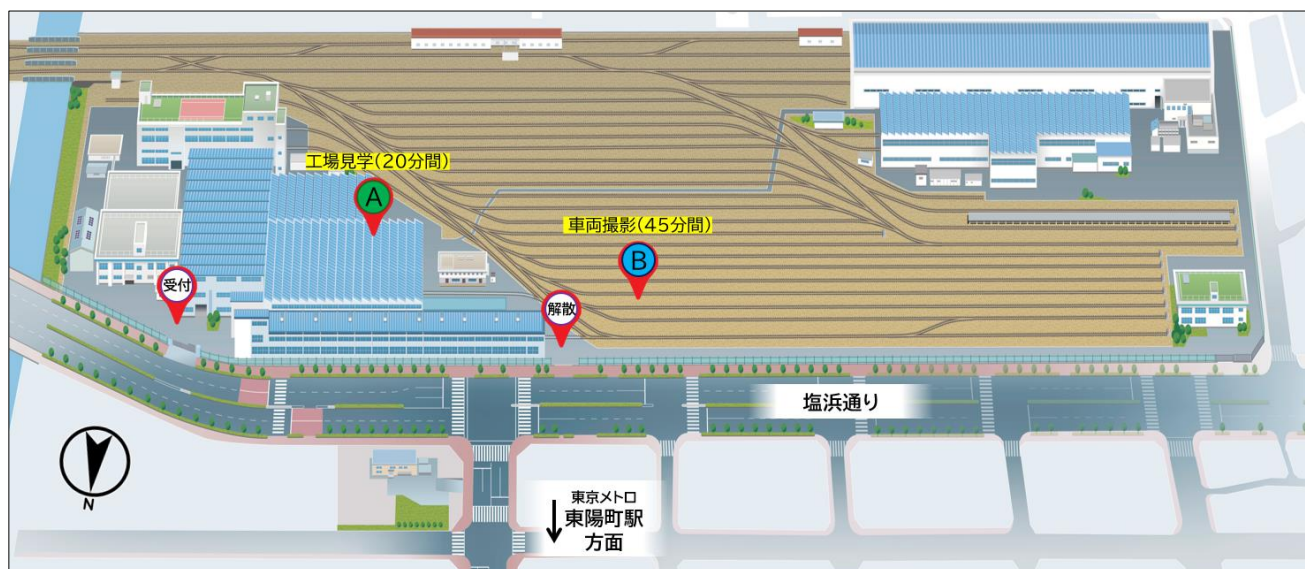 工場見学(20分間)
A
車両撮影(45分間)
B
受付
解散
塩浜通り
N
東京メトロ
東陽町駅
方面